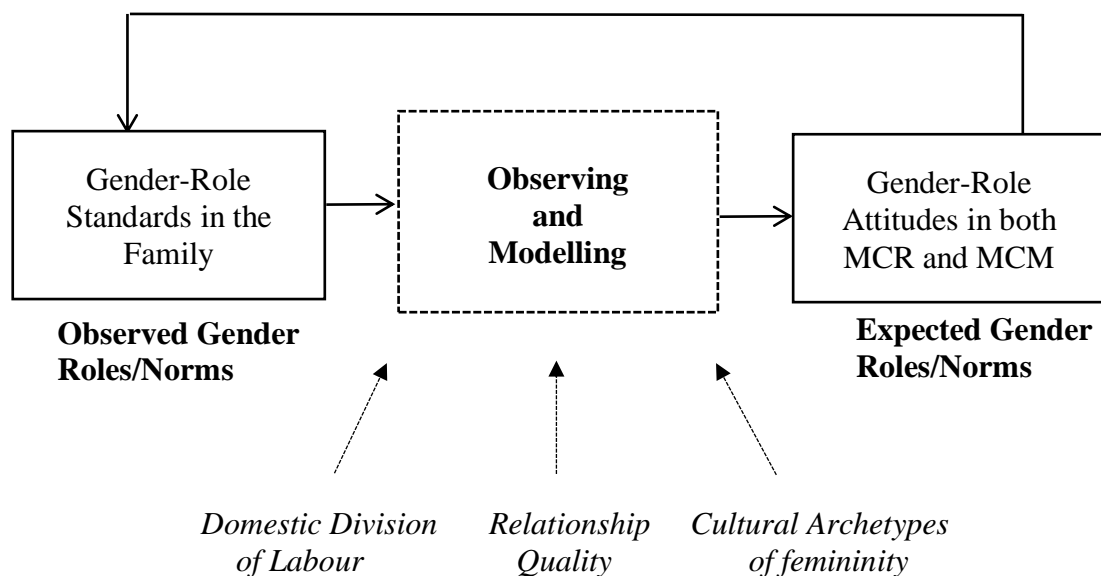 Gender-Role
Standards in the
Family
Observing
and
Modelling
Gender-Role
Attitudes in both
MCR and MCM
Observed Gender
Roles/Norms
Expected Gender
Roles/Norms
Domestic Division
of Labour
Relationship
Quality
Cultural Archetypes
of femininity